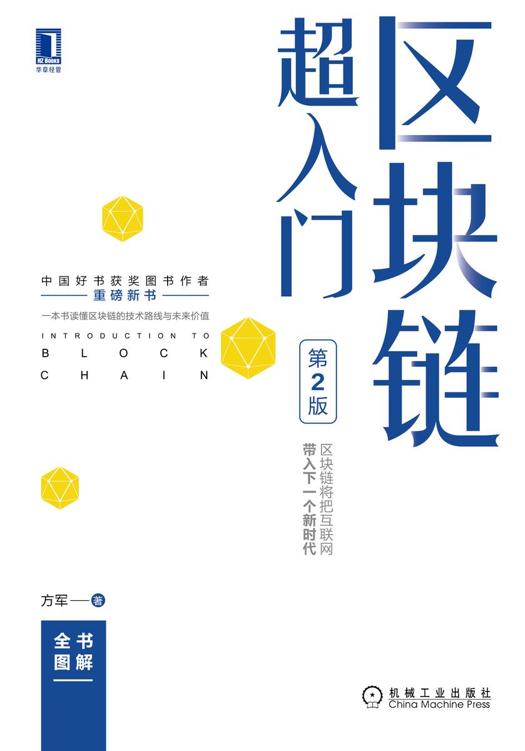 HZ BOOKS
华章经管
区块链
超入门
第2版
区块链将把互联网
带入下一个新时代
中国好书获奖图书作者
重磅新书
一本书读懂区块链的技术路线与未来价值
INTRODUCTION TO
BLOCK
CHAIN
方军 著
全书
图解
机械工业出版社
China Machine Press